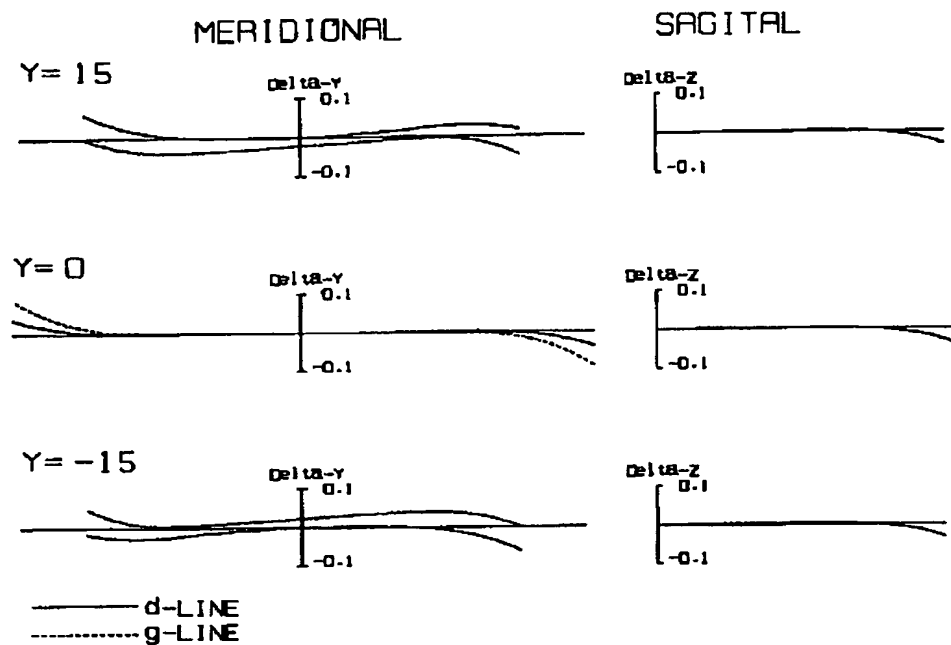 MERIDIONAL SAGITAL
Y= 15
Delta-Y
0.1
-0.1
Delta-Z
0.1
-0.1
Y= 0
Delta-Y
0.1
-0.1
Delta-Z
0.1
-0.1
Y= -15
Delta-Y
0.1
-0.1
Delta-Z
0.1
-0.1
d-LINE
g-LINE